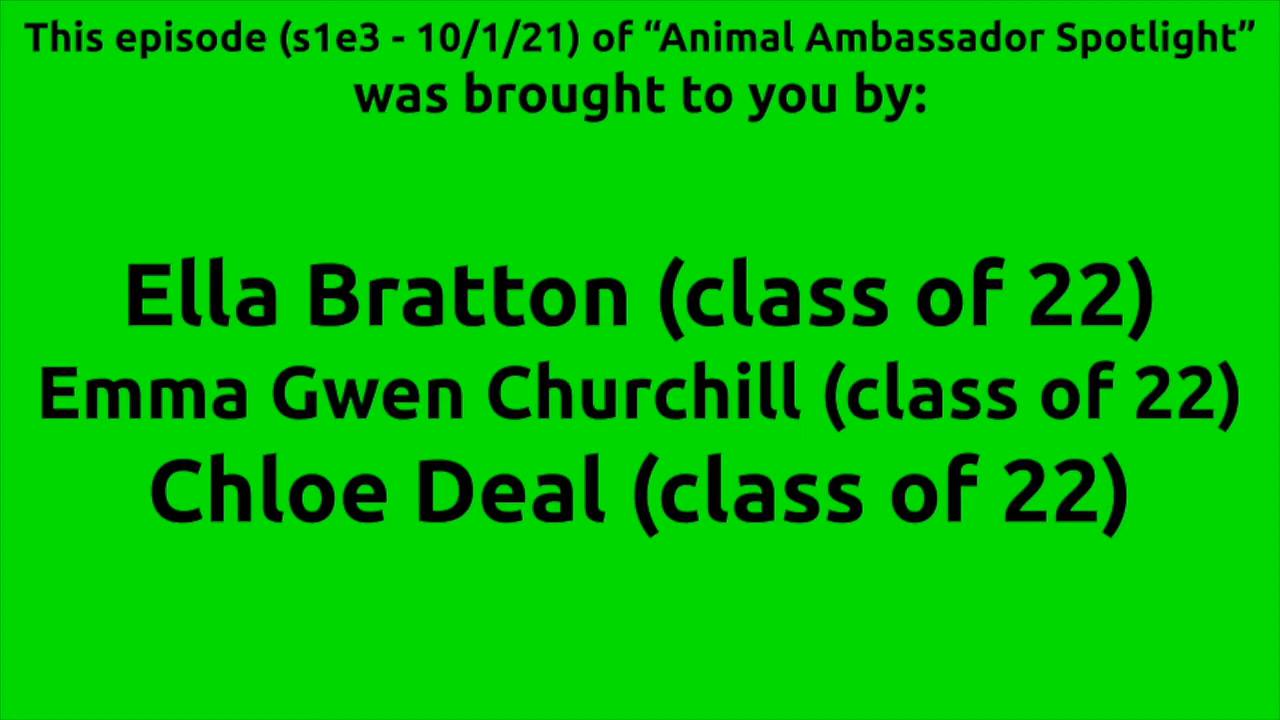 This episode (s1e3 - 10/1/21) of “Animal Ambassador Spotlight”
was brought to you by:
Ella Bratton (class of 22)
Emma Gwen Churchill (class of 22)
Chloe Deal (class of 22)